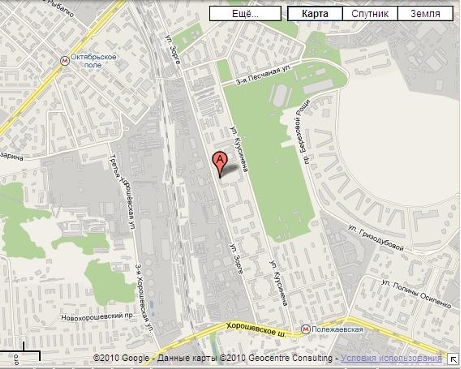 Ещё...
Карта
Спутник
Земля
Рыбалко
М
Октябрьское
поле
ул. Зорге
3-я Песчаная ул
ул. Куусинена
пр. Березовой Рощи
A
Третья
Хорошёвская ул.
ул. Гризодубовой
ул. Зорге
ул. Куусинена
3-я Хорошевская ул.
ул. Полины Осипенко
Новохорошевский пр.
Хорошевское ш.
М
Полежаевская
©2010 Google - Данные карты ©2010 Geocentre Consulting - Условия использования